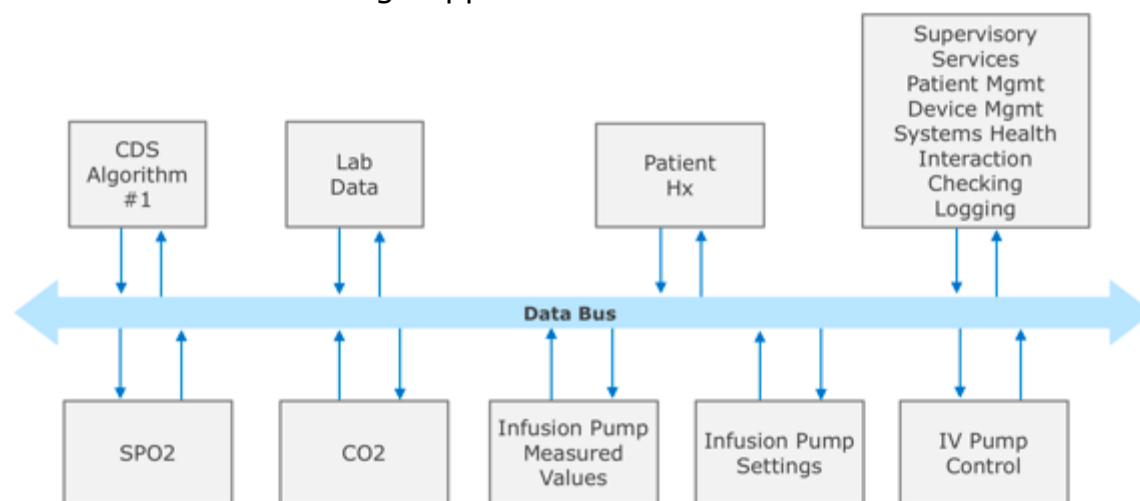 Supervisory
Services
Patient Mgmt
Device Mgmt
Systems Health
Interaction
Checking
Logging
CDS
Algorithm
#1
Lab
Data
Patient
Hx
Data Bus
SPO2
CO2
Infusion Pump
Measured
Values
Infusion Pump
Settings
IV Pump
Control